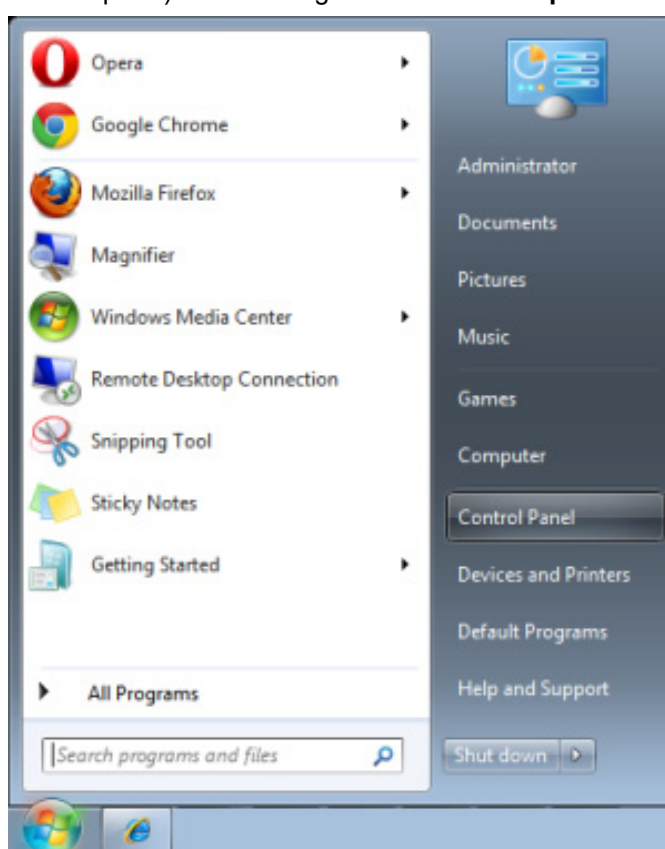 Opera
Google Chrome
Mozilla Firefox
Magnifier
Windows Media Center
Remote Desktop Connection
Snipping Tool
Sticky Notes
Getting Started
All Programs
Search programs and files
Administrator
Documents
Pictures
Music
Games
Computer
Control Panel
Devices and Printers
Default Programs
Help and Support
Shut down